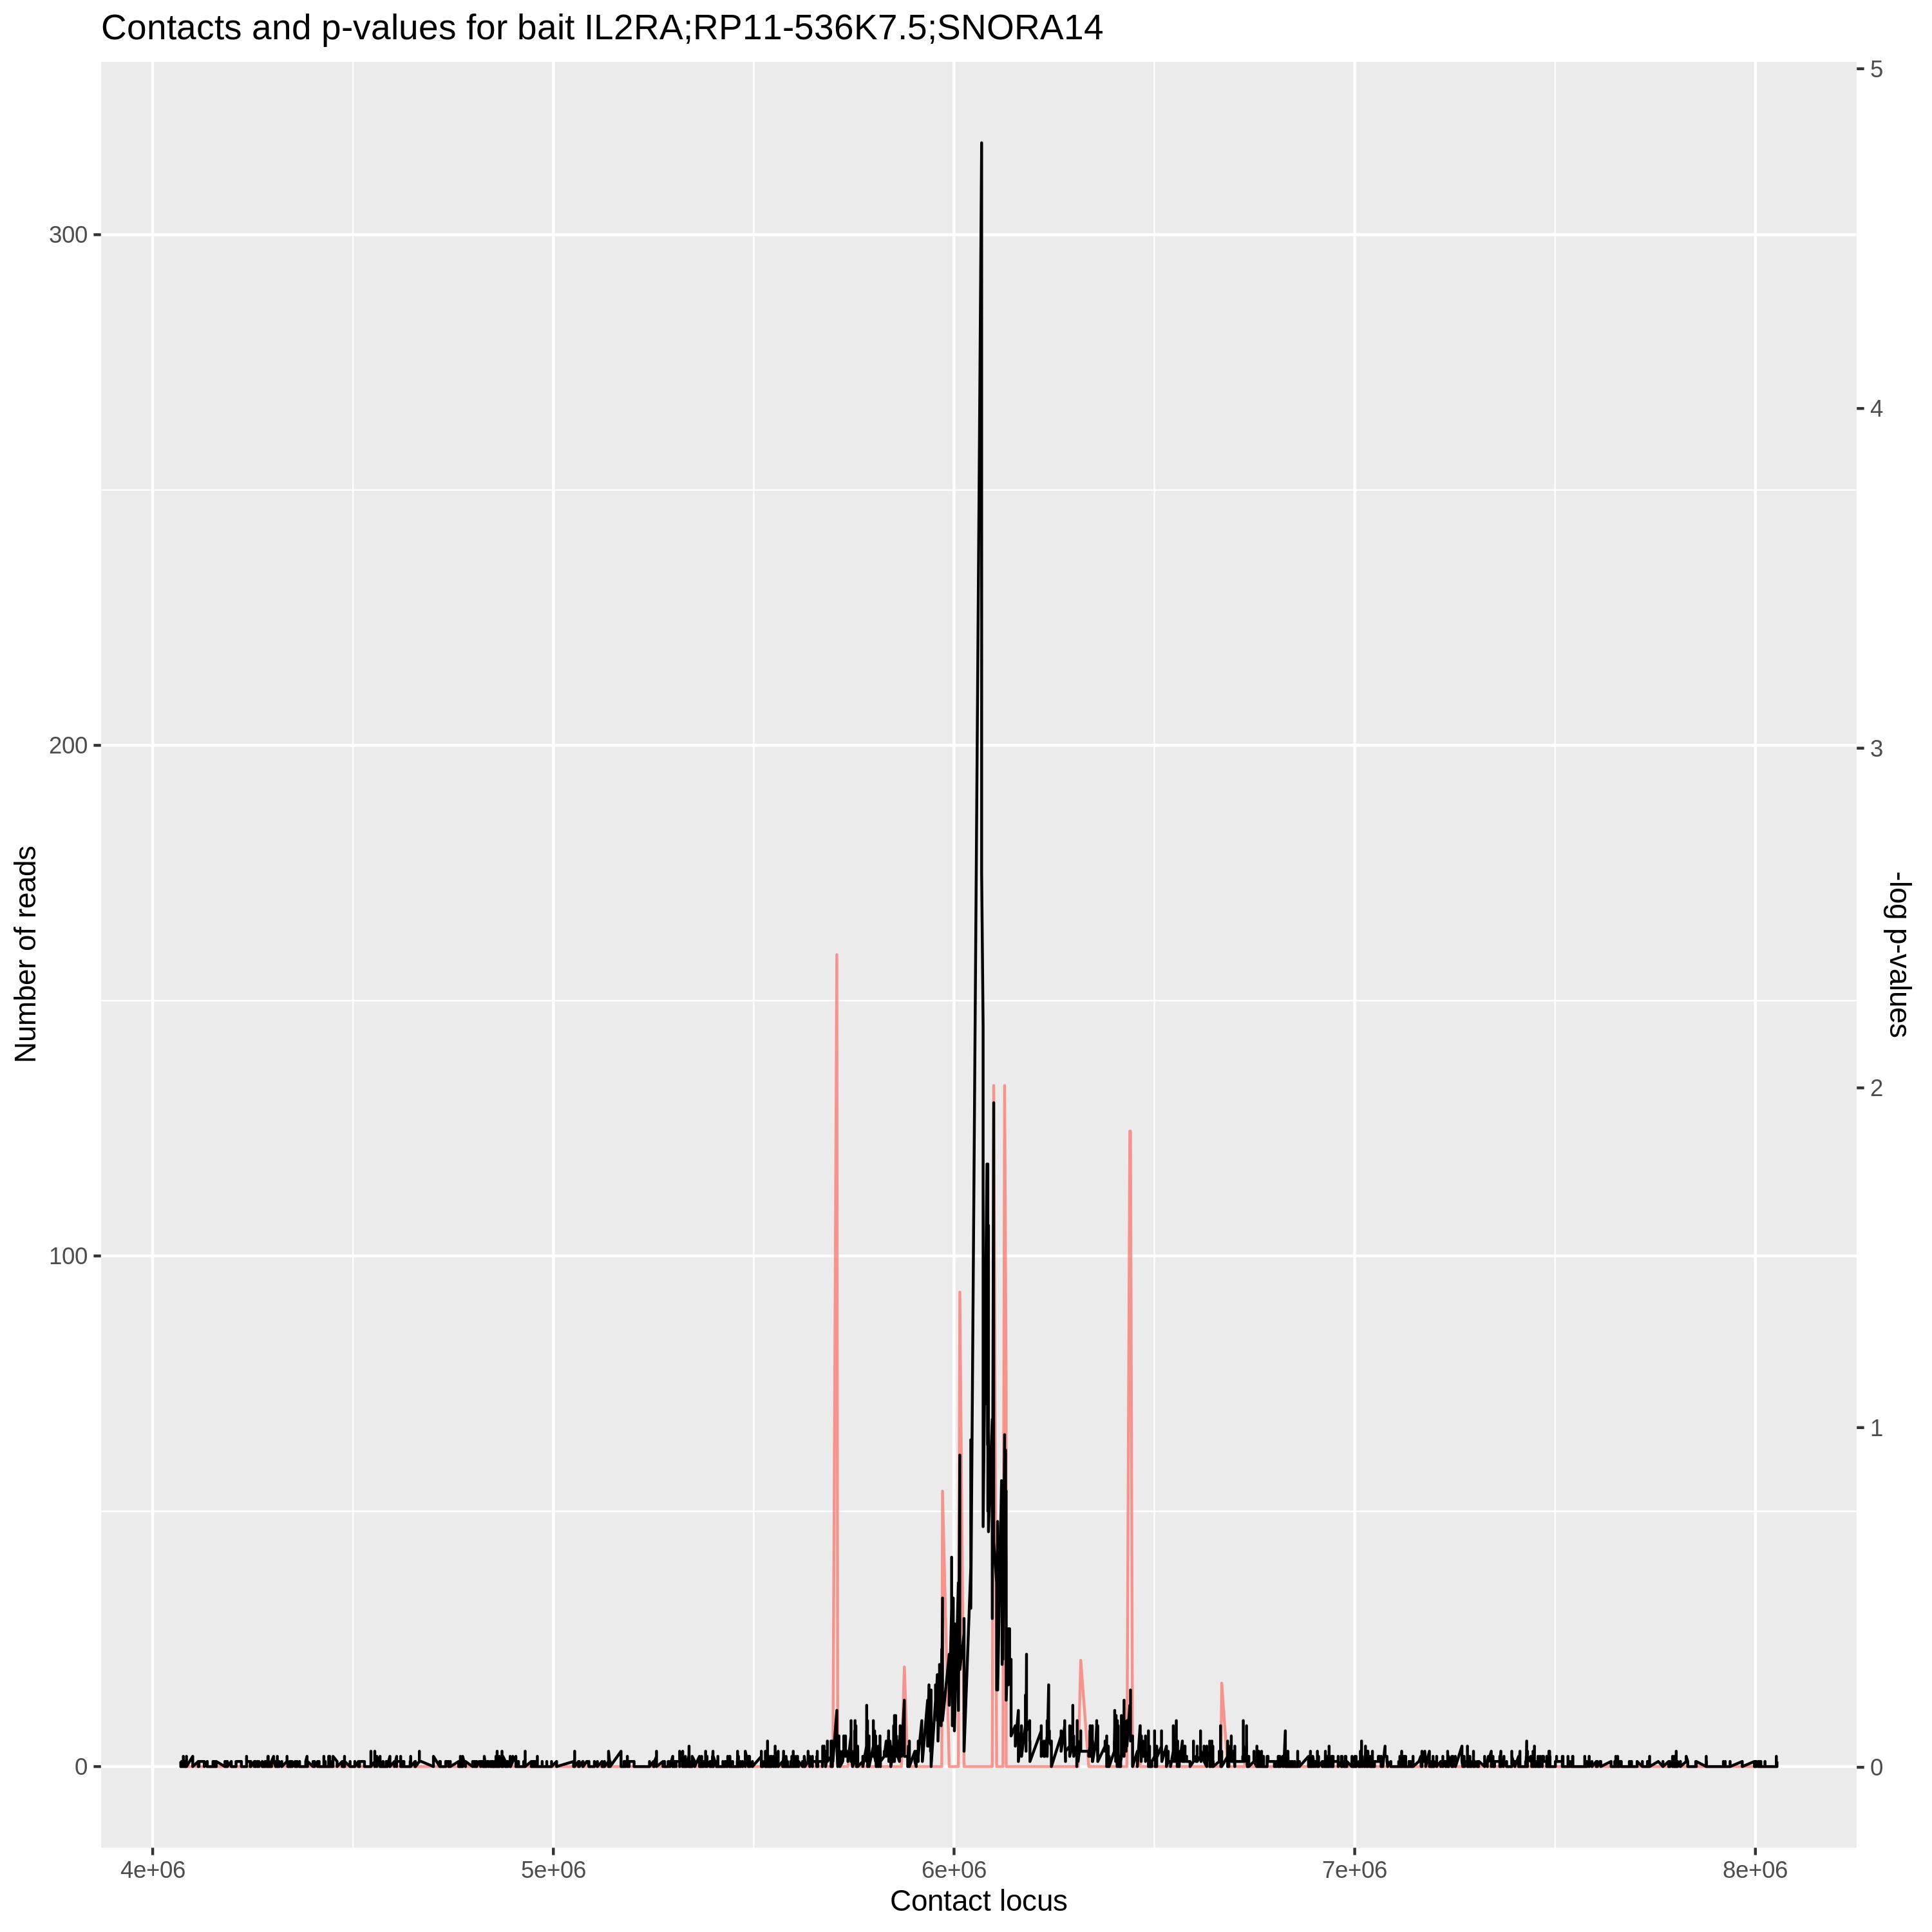 Contacts and p-values for bait IL2RA;RP11-536K7.5;SNORA14
Number of reads
300
200
100
0
5
4
3
2
1
0
-log p-values
4e+06
5e+06
6e+06
7e+06
8e+06
Contact locus